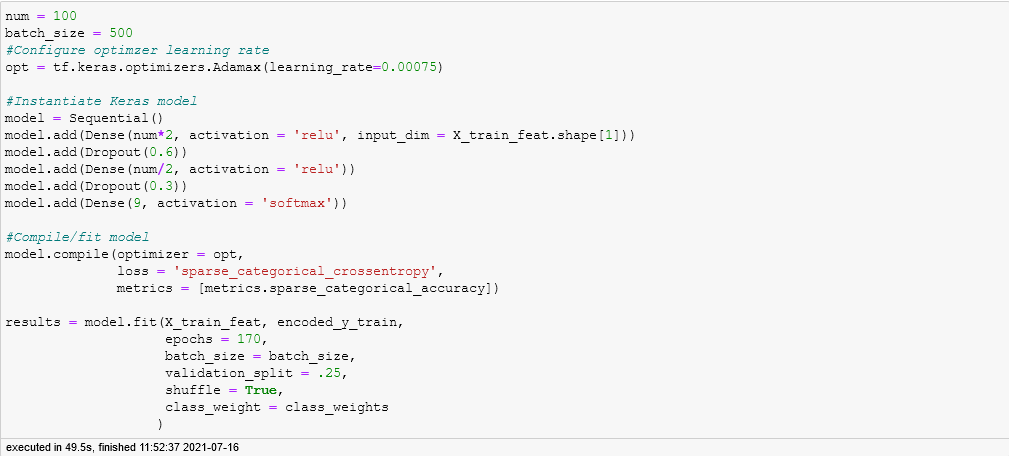 num = 100
batch_size = 500
#Configure optimzer learning rate
opt = tf.keras.optimizers.Adamax(learning_rate=0.00075)

#Instantiate Keras model
model = Sequential()
model.add(Dense(num*2, activation = 'relu', input_dim = X_train_feat.shape[1]))
model.add(Dropout(0.6))
model.add(Dense(num/2, activation = 'relu'))
model.add(Dropout(0.3))
model.add(Dense(9, activation = 'softmax'))

#Compile/fit model
model.compile(optimizer = opt,
              loss = 'sparse_categorical_crossentropy',
              metrics = [metrics.sparse_categorical_accuracy])

results = model.fit(X_train_feat, encoded_y_train,
                    epochs = 170,
                    batch_size = batch_size,
                    validation_split = .25,
                    shuffle = True,
                    class_weight = class_weights
                   )
executed in 49.5s, finished 11:52:37 2021-07-16